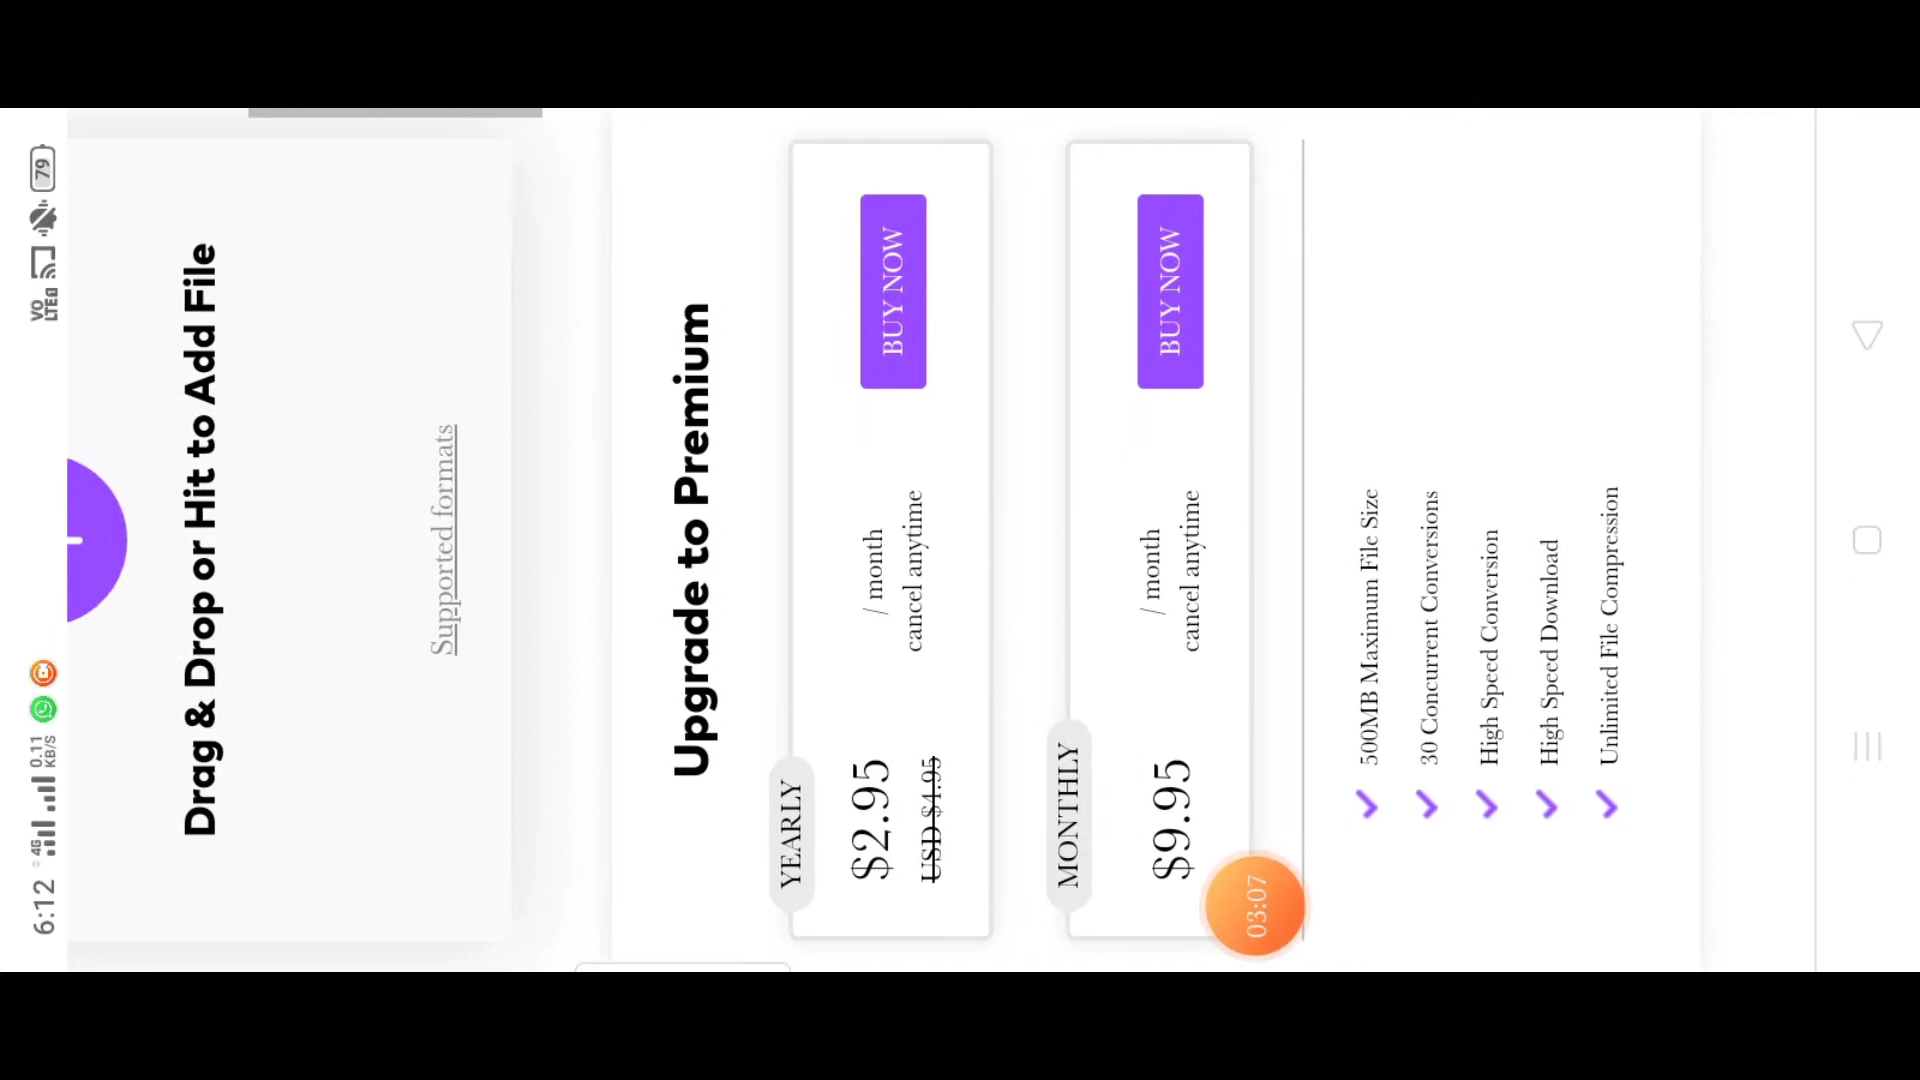 6:12
4G
0.11
KB/S
VO
LTE
79
Drag & Drop or Hit to Add File
Supported formats
Upgrade to Premium
YEARLY
$2.95
USD $4.95
/ month
cancel anytime
BUY NOW
MONTHLY
$9.95
/ month
cancel anytime
BUY NOW
03:07
500MB Maximum File Size
30 Concurrent Conversions
High Speed Conversion
High Speed Download
Unlimited File Compression